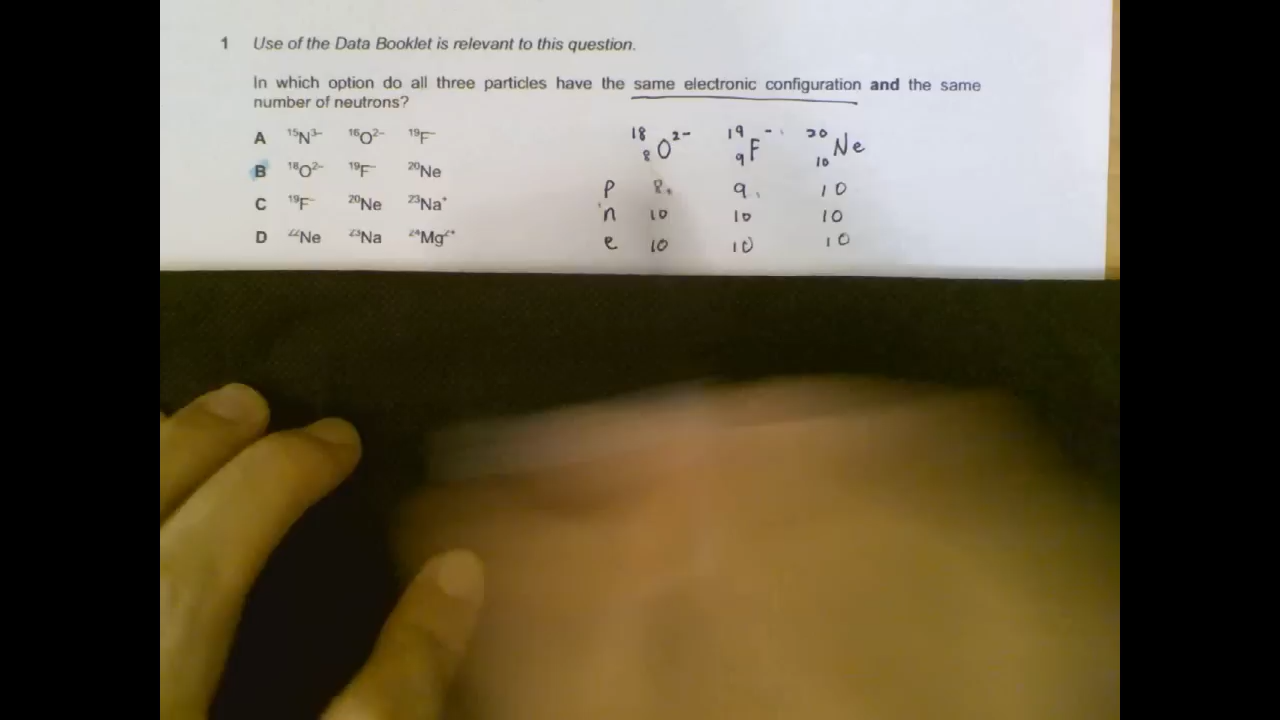 1 Use of the Data Booklet is relevant to this question.
In which option do all three particles have the same electronic configuration and the same
number of neutrons?
A ¹⁵N³⁻ ¹⁶O²⁻ ¹⁹F⁻
B ¹⁸O²⁻ ¹⁹F⁻ ²⁰Ne
C ¹⁹F⁻ ²⁰Ne ²³Na⁺
D ²²Ne ²³Na ²⁴Mg²⁺
¹⁸₈O²⁻ ¹⁹₉F⁻ ²⁰₁₀Ne
p 8 9 10
n 10 10 10
e 10 10 10